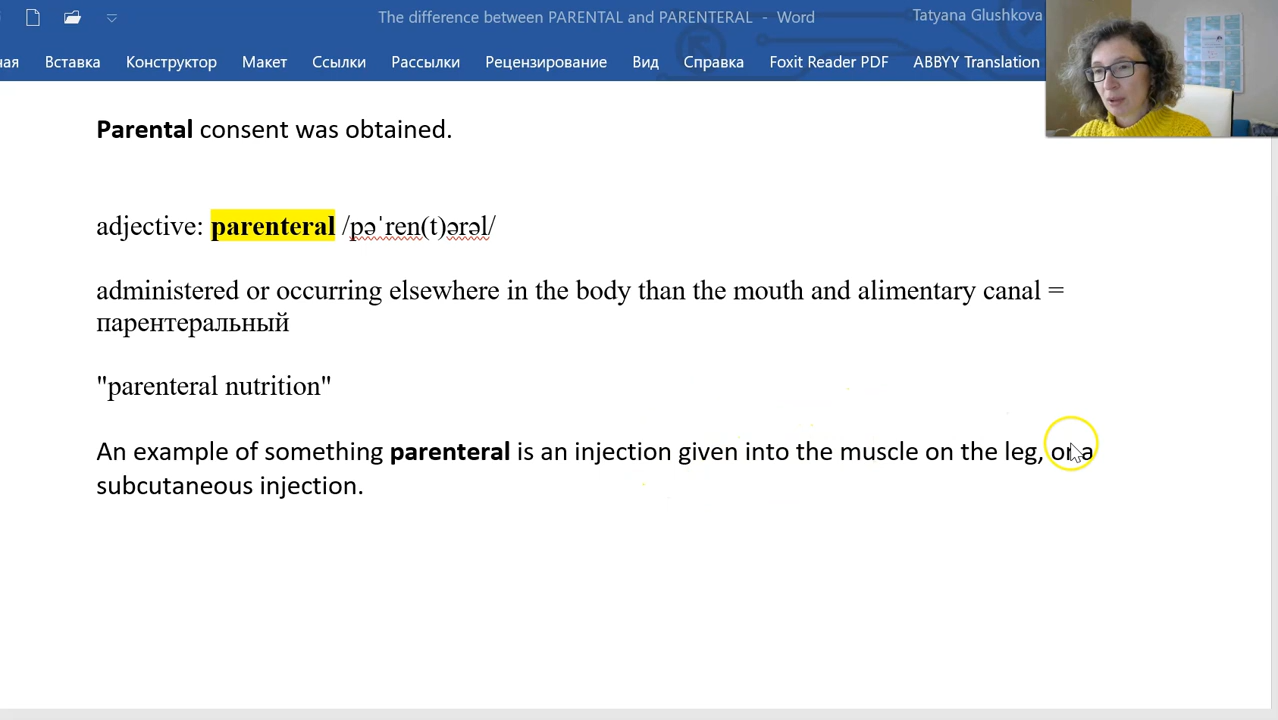 The difference between PARENTAL and PARENTERAL - Word
Tatyana Glushkova
ная Вставка Конструктор Макет Ссылки Рассылки Рецензирование Вид Справка Foxit Reader PDF ABBYY Translation
Parental consent was obtained.
adjective: parenteral /pəˈren(t)ərəl/
administered or occurring elsewhere in the body than the mouth and alimentary canal =
парентеральный
"parenteral nutrition"
An example of something parenteral is an injection given into the muscle on the leg, or a
subcutaneous injection.